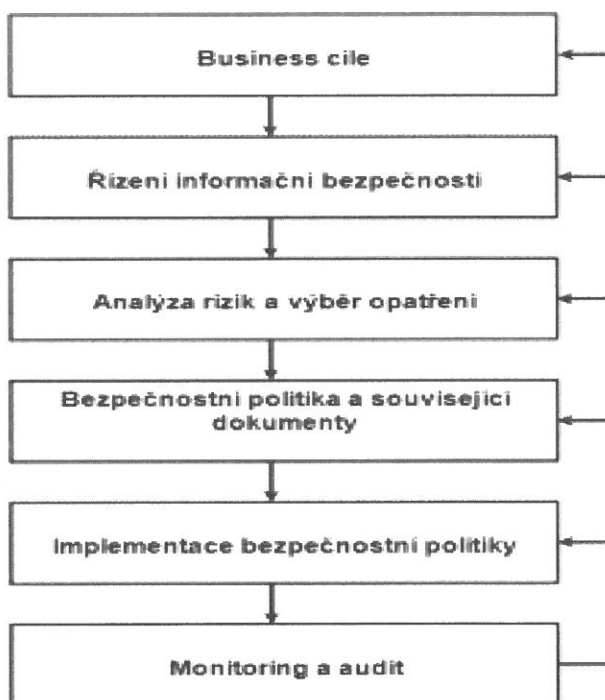 Business cíle
Řízení informační bezpečnosti
Analýza rizik a výběr opatření
Bezpečnostní politika a související
dokumenty
Implementace bezpečnostní politiky
Monitoring a audit